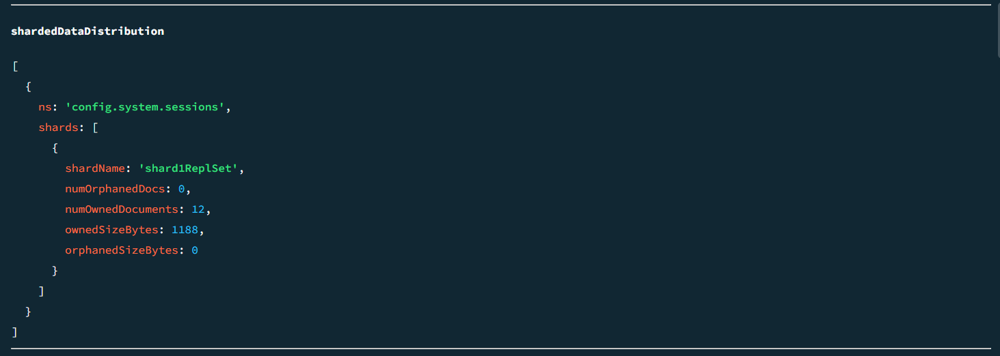 shardedDataDistribution
[
  {
    ns: 'config.system.sessions',
    shards: [
      {
        shardName: 'shard1ReplSet',
        numOrphanedDocs: 0,
        numOwnedDocuments: 12,
        ownedSizeBytes: 1188,
        orphanedSizeBytes: 0
      }
    ]
  }
]